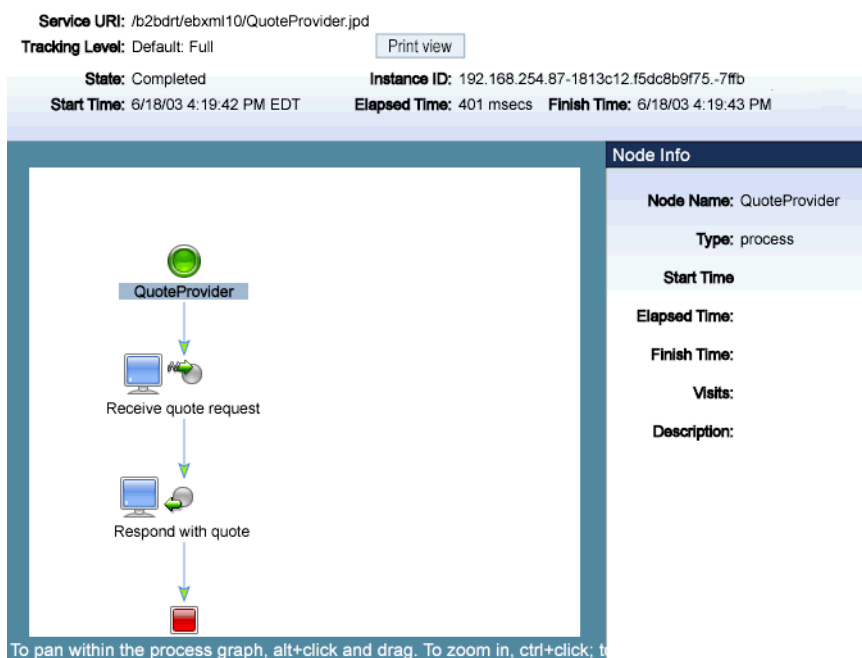 Service URI: /b2bdrt/ebxml10/QuoteProvider.jpd
Tracking Level: Default: Full Print view
State: Completed Instance ID: 192.168.254.87-1813c12.f5dc8b9f75.-7ffb
Start Time: 6/18/03 4:19:42 PM EDT Elapsed Time: 401 msecs Finish Time: 6/18/03 4:19:43 PM
Node Info
Node Name: QuoteProvider
Type: process
Start Time
Elapsed Time:
Finish Time:
Visits:
Description:
QuoteProvider
Receive quote request
Respond with quote
To pan within the process graph, alt+click and drag. To zoom in, ctrl+click;